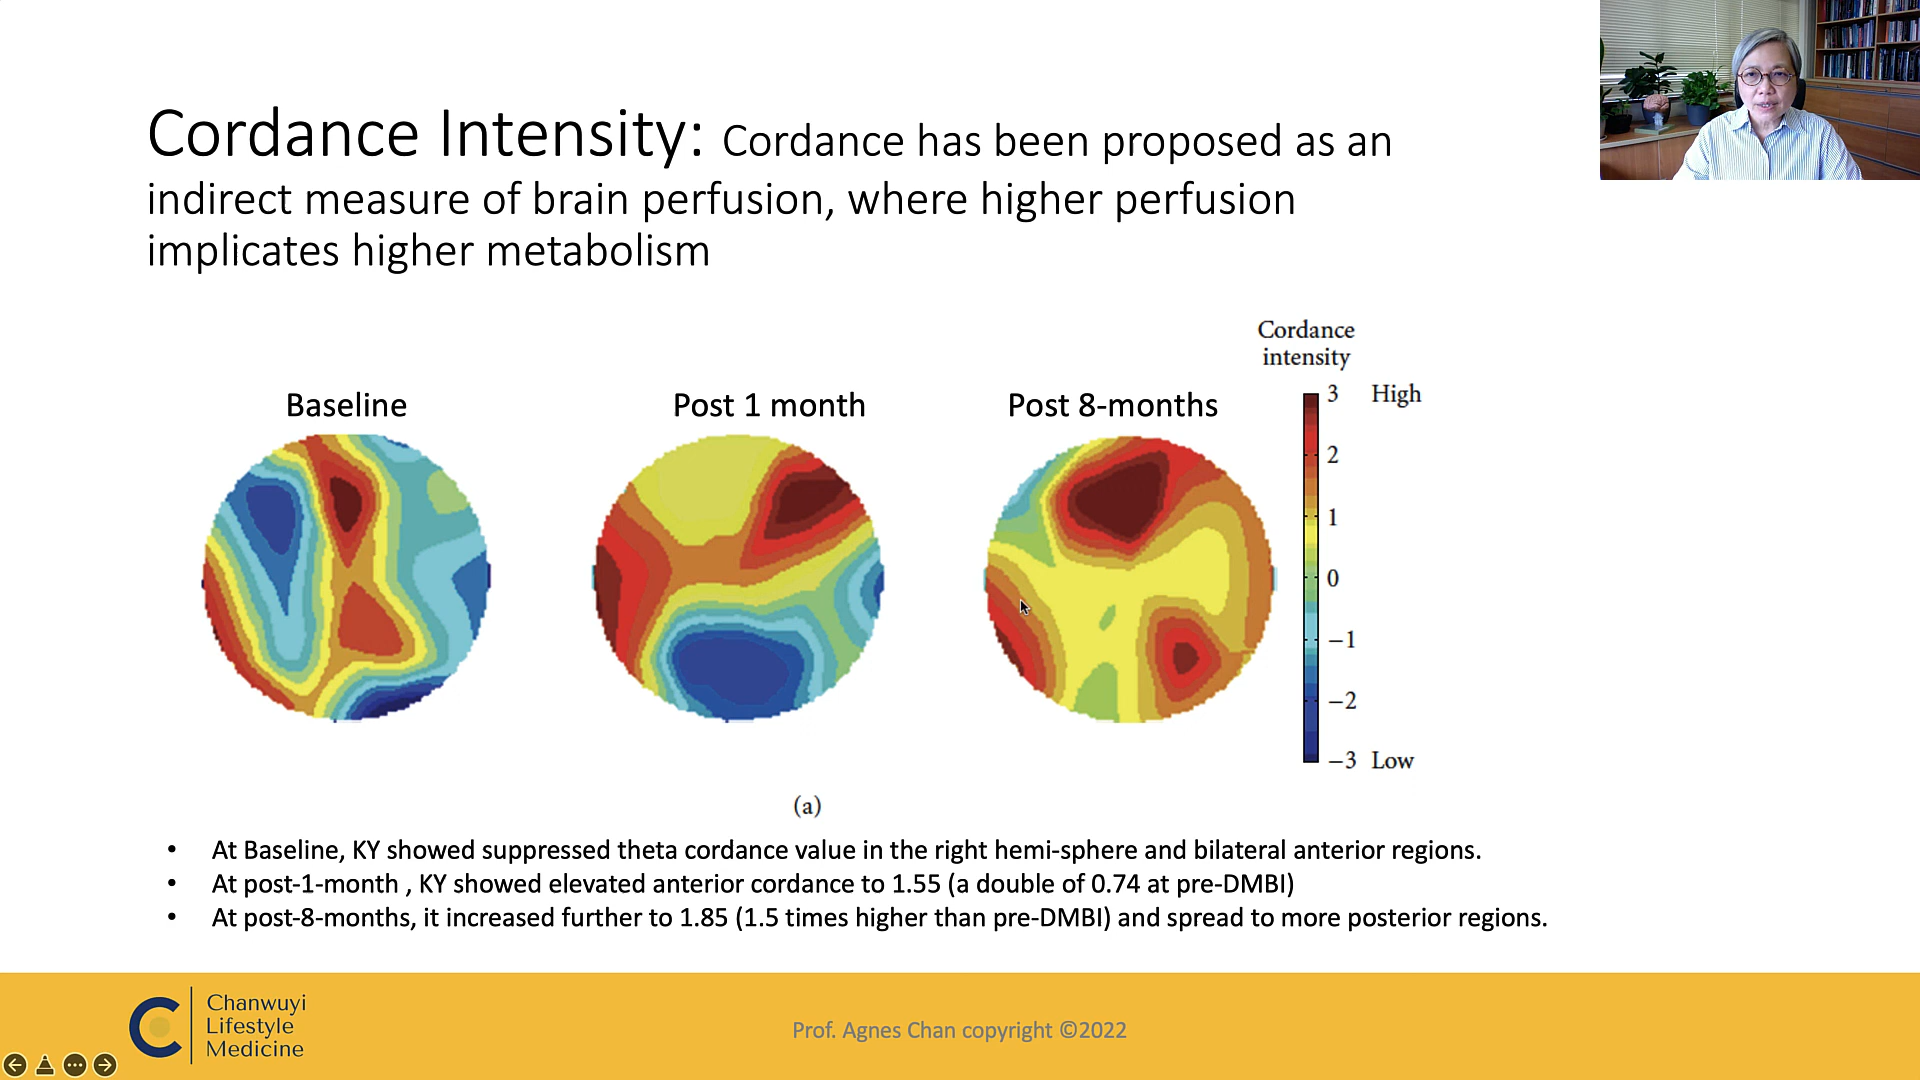 Cordance Intensity: Cordance has been proposed as an
indirect measure of brain perfusion, where higher perfusion
implicates higher metabolism
Cordance
intensity
Baseline
Post 1 month
Post 8-months
3 High
2
1
0
−1
−2
−3 Low
(a)
• At Baseline, KY showed suppressed theta cordance value in the right hemi-sphere and bilateral anterior regions.
• At post-1-month , KY showed elevated anterior cordance to 1.55 (a double of 0.74 at pre-DMBI)
• At post-8-months, it increased further to 1.85 (1.5 times higher than pre-DMBI) and spread to more posterior regions.
Chanwuyi
Lifestyle
Medicine
Prof. Agnes Chan copyright ©2022